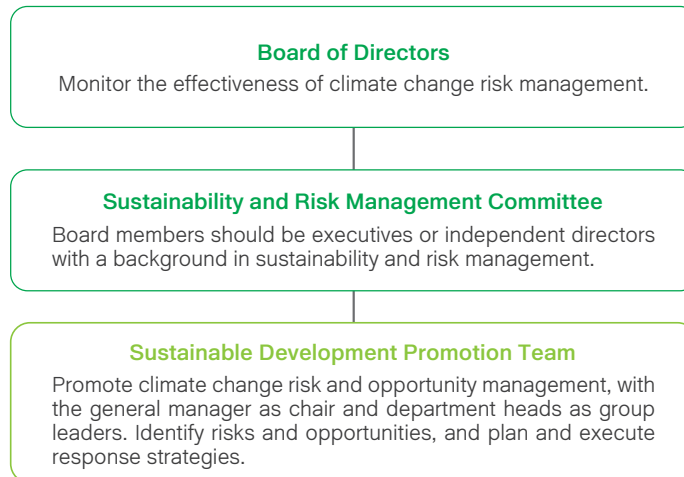 Board of Directors
Monitor the effectiveness of climate change risk management.
Sustainability and Risk Management Committee
Board members should be executives or independent directors
with a background in sustainability and risk management.
Sustainable Development Promotion Team
Promote climate change risk and opportunity management, with
the general manager as chair and department heads as group
leaders. Identify risks and opportunities, and plan and execute
response strategies.